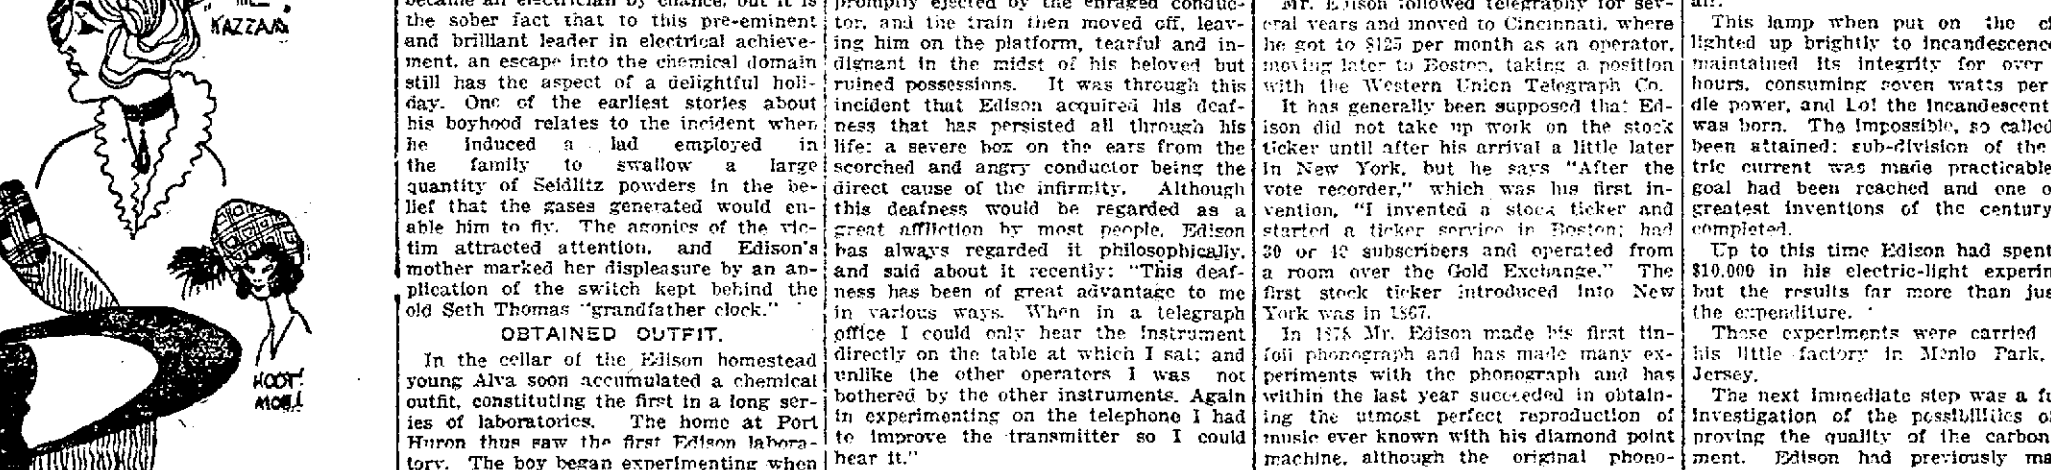 KAZZAM
HOOT
MON!
became an electrician by chance, but it is
the sober fact that to this pre-eminent
and brilliant leader in electrical achieve-
ment, an escape into the chemical domain
still has the aspect of a delightful holi-
day. One of the earliest stories about
his boyhood relates to the incident when
he induced a lad employed in
the family to swallow a large
quantity of Seidlitz powders in the be-
lief that the gases generated would en-
able him to fly. The agonies of the vic-
tim attracted attention, and Edison's
mother marked her displeasure by an ap-
plication of the switch kept behind the
old Seth Thomas "grandfather clock."
OBTAINED OUTFIT.
In the cellar of the Edison homestead
young Alva soon accumulated a chemical
outfit, constituting the first in a long ser-
ies of laboratories. The home at Port
Huron thus saw the first Edison labora-
tory. The boy began experimenting when
promptly ejected by the enraged conduc-
tor, and the train then moved off, leav-
ing him on the platform, tearful and in-
dignant in the midst of his beloved but
ruined possessions. It was through this
incident that Edison acquired his deaf-
ness that has persisted all through his
life: a severe box on the ears from the
scorched and angry conductor being the
direct cause of the infirmity. Although
this deafness would be regarded as a
great affliction by most people, Edison
has always regarded it philosophically,
and said about it recently: "This deaf-
ness has been of great advantage to me
in various ways. When in a telegraph
office I could only hear the instrument
directly on the table at which I sat; and
unlike the other operators I was not
bothered by the other instruments. Again
in experimenting on the telephone I had
to improve the transmitter so I could
hear it."
Mr. Edison followed telegraphy for sev-
eral years and moved to Cincinnati, where
he got to $125 per month as an operator,
moving later to Boston, taking a position
with the Western Union Telegraph Co.
It has generally been supposed that Ed-
ison did not take up work on the stock
ticker until after his arrival a little later
in New York, but he says "After the
vote recorder," which was his first in-
vention, "I invented a stock ticker and
started a ticker service in Boston; had
30 or 40 subscribers and operated from
a room over the Gold Exchange." The
first stock ticker introduced into New
York was in 1867.
In 1878 Mr. Edison made his first tin-
foil phonograph and has made many ex-
periments with the phonograph and has
within the last year succeeded in obtain-
ing the utmost perfect reproduction of
music ever known with his diamond point
machine, although the original phono-
air.
This lamp when put on the
lighted up brightly to incandescence
maintained its integrity for over
hours, consuming seven watts per
dle power, and Lo! the incandescent
was born. The impossible, so called
been attained; sub-division of the
tric current was made practicable
goal had been reached and one o
greatest inventions of the century
completed.
Up to this time Edison had spent
$10,000 in his electric-light experim
but the results far more than jus
the expenditure.
These experiments were carried
his little factory in Menlo Park,
Jersey.
The next immediate step was a fu
investigation of the possibilities o
proving the quality of the carbon
ment. Edison had previously ma